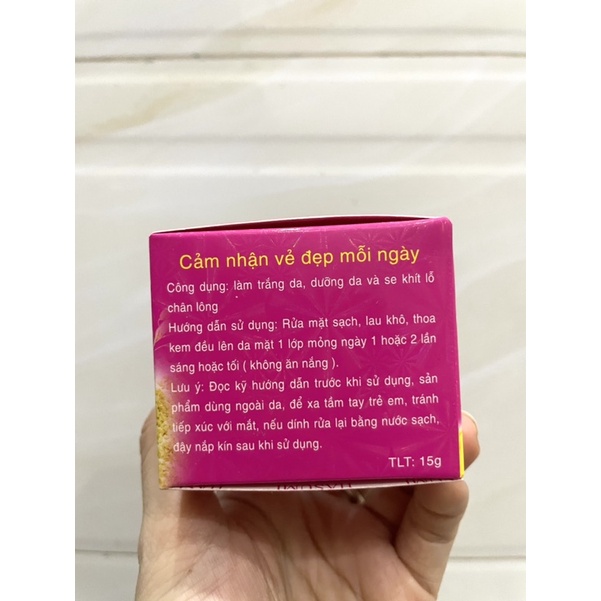 Cảm nhận vẻ đẹp mỗi ngày
Công dụng: làm trắng da, dưỡng da và se khít lỗ
chân lông
Hướng dẫn sử dụng: Rửa mặt sạch, lau khô, thoa
kem đều lên da mặt 1 lớp mỏng ngày 1 hoặc 2 lần
sáng hoặc tối ( không ăn nắng ).
Lưu ý: Đọc kỹ hướng dẫn trước khi sử dụng, sản
phẩm dùng ngoài da, để xa tầm tay trẻ em, tránh
tiếp xúc với mắt, nếu dính rửa lại bằng nước sạch,
đậy nắp kín sau khi sử dụng.
TLT: 15g